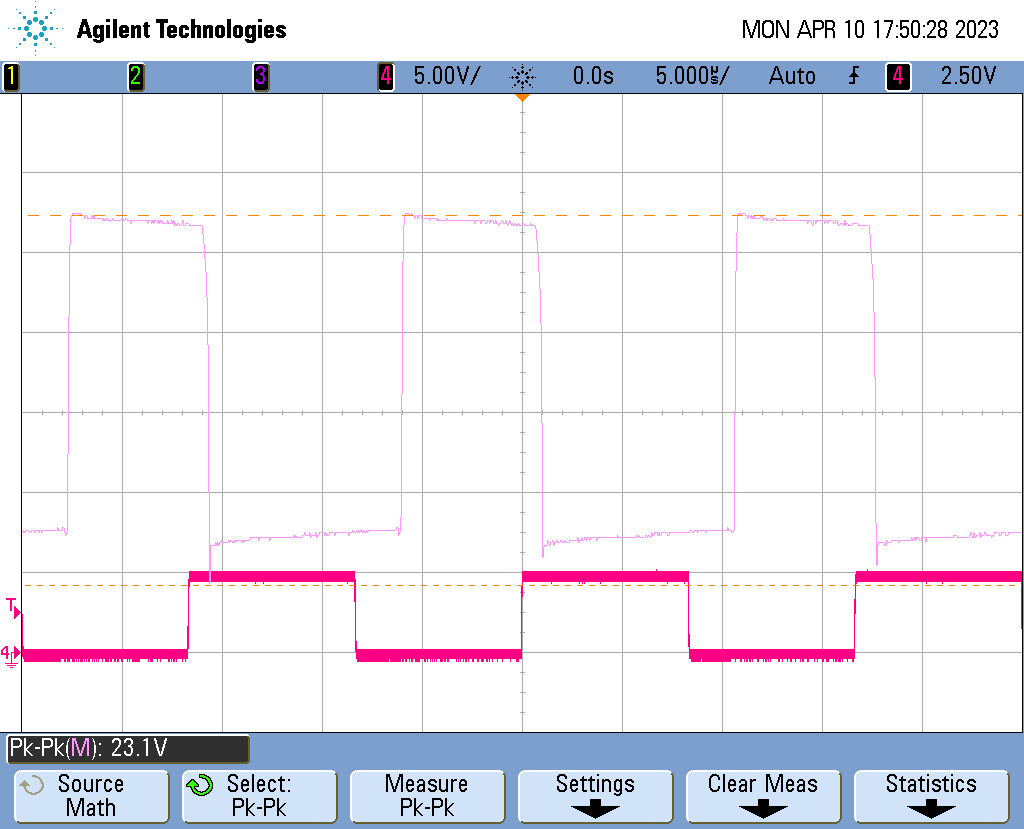 Agilent Technologies MON APR 10 17:50:28 2023
1 2 3 4 5.00V/ 0.0s 5.000㎲/ Auto 4 2.50V
T
4
Pk-Pk(M): 23.1V
Source Select: Measure Settings Clear Meas Statistics
Math Pk-Pk Pk-Pk